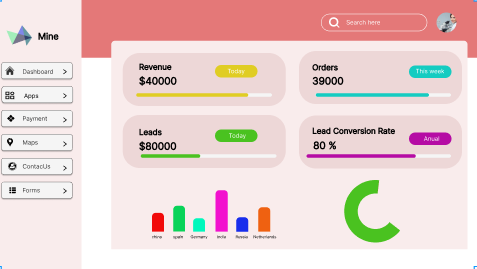 Mine
Search here
Dashboard
Apps
Payment
Maps
ContacUs
Forms
Revenue
$40000
Today
Orders
39000
This week
Leads
$80000
Today
Lead Conversion Rate
80 %
Anual
china
spain
Germany
india
Russia
Netherlands